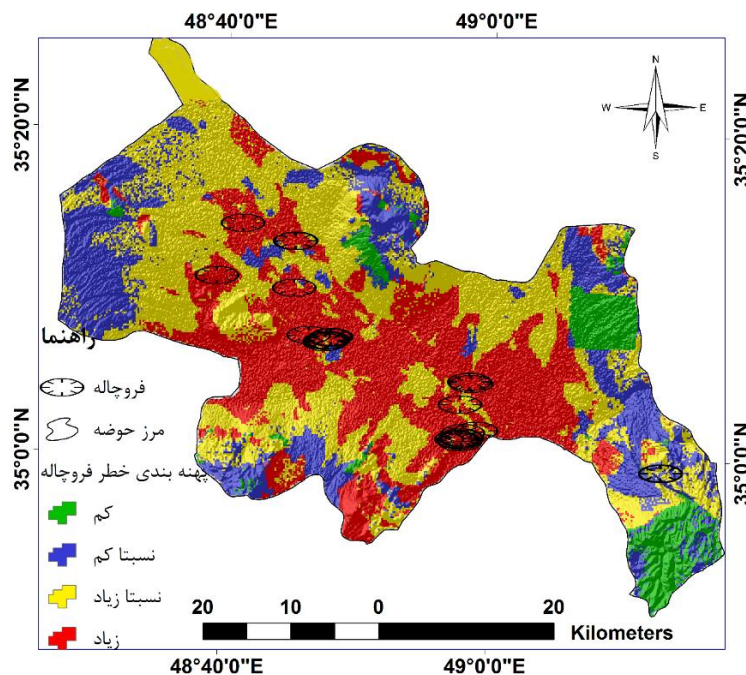 48°40'0"E 49°0'0"E
N
W E
S
35°20'0"N 35°20'0"N
راهنما
فروچاله
مرز حوضه
35°0'0"N 35°0'0"N
پهنه بندی خطر فروچاله
کم
نسبتا کم
نسبتا زیاد
زیاد
20 10 0 20
Kilometers
48°40'0"E 49°0'0"E